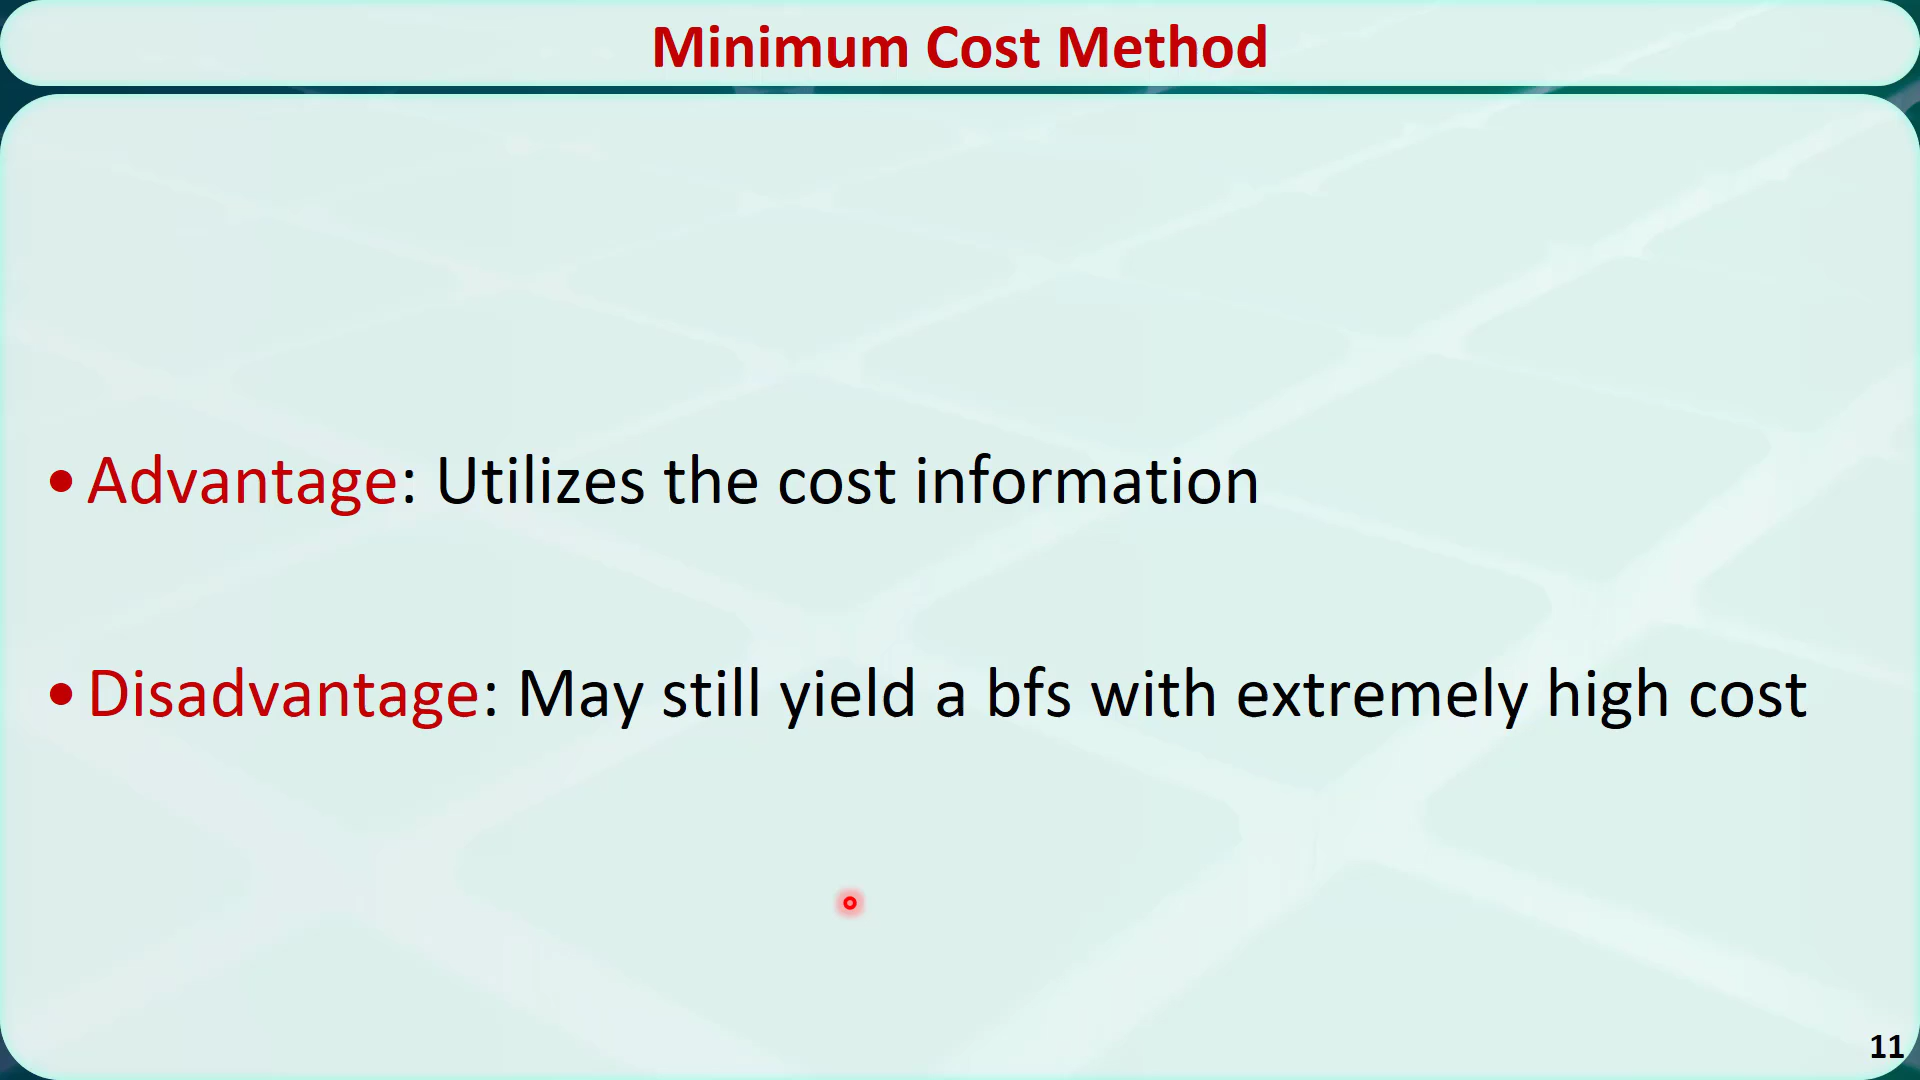 Minimum Cost Method
• Advantage: Utilizes the cost information
• Disadvantage: May still yield a bfs with extremely high cost
11